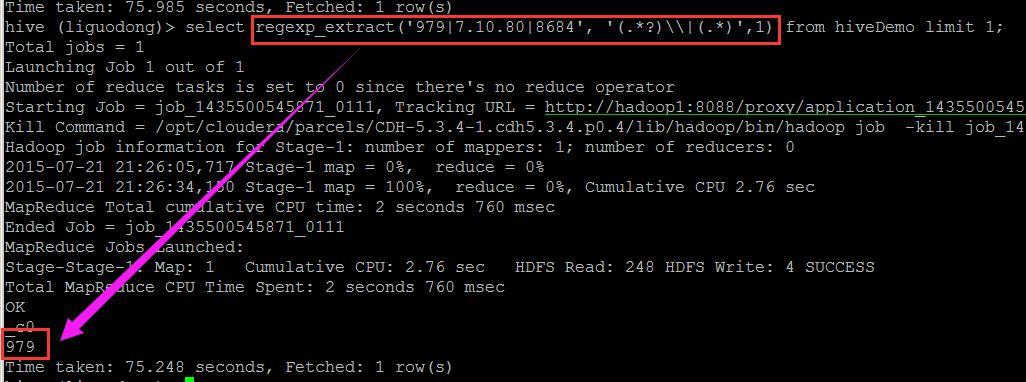 Time taken: 75.985 seconds, Fetched: 1 row(s)
hive (liguodong)> select regexp_extract('979|7.10.80|8684', '(.*?)\\|(.*)',1) from hiveDemo limit 1;
Total jobs = 1
Launching Job 1 out of 1
Number of reduce tasks is set to 0 since there's no reduce operator
Starting Job = job_1435500545871_0111, Tracking URL = http://hadoop1:8088/proxy/application_1435500545
Kill Command = /opt/cloudera/parcels/CDH-5.3.4-1.cdh5.3.4.p0.4/lib/hadoop/bin/hadoop job  -kill job_14
Hadoop job information for Stage-1: number of mappers: 1; number of reducers: 0
2015-07-21 21:26:05,717 Stage-1 map = 0%,  reduce = 0%
2015-07-21 21:26:34,150 Stage-1 map = 100%,  reduce = 0%, Cumulative CPU 2.76 sec
MapReduce Total cumulative CPU time: 2 seconds 760 msec
Ended Job = job_1435500545871_0111
MapReduce Jobs Launched:
Stage-Stage-1: Map: 1   Cumulative CPU: 2.76 sec   HDFS Read: 248 HDFS Write: 4 SUCCESS
Total MapReduce CPU Time Spent: 2 seconds 760 msec
OK
_c0
979
Time taken: 75.248 seconds, Fetched: 1 row(s)